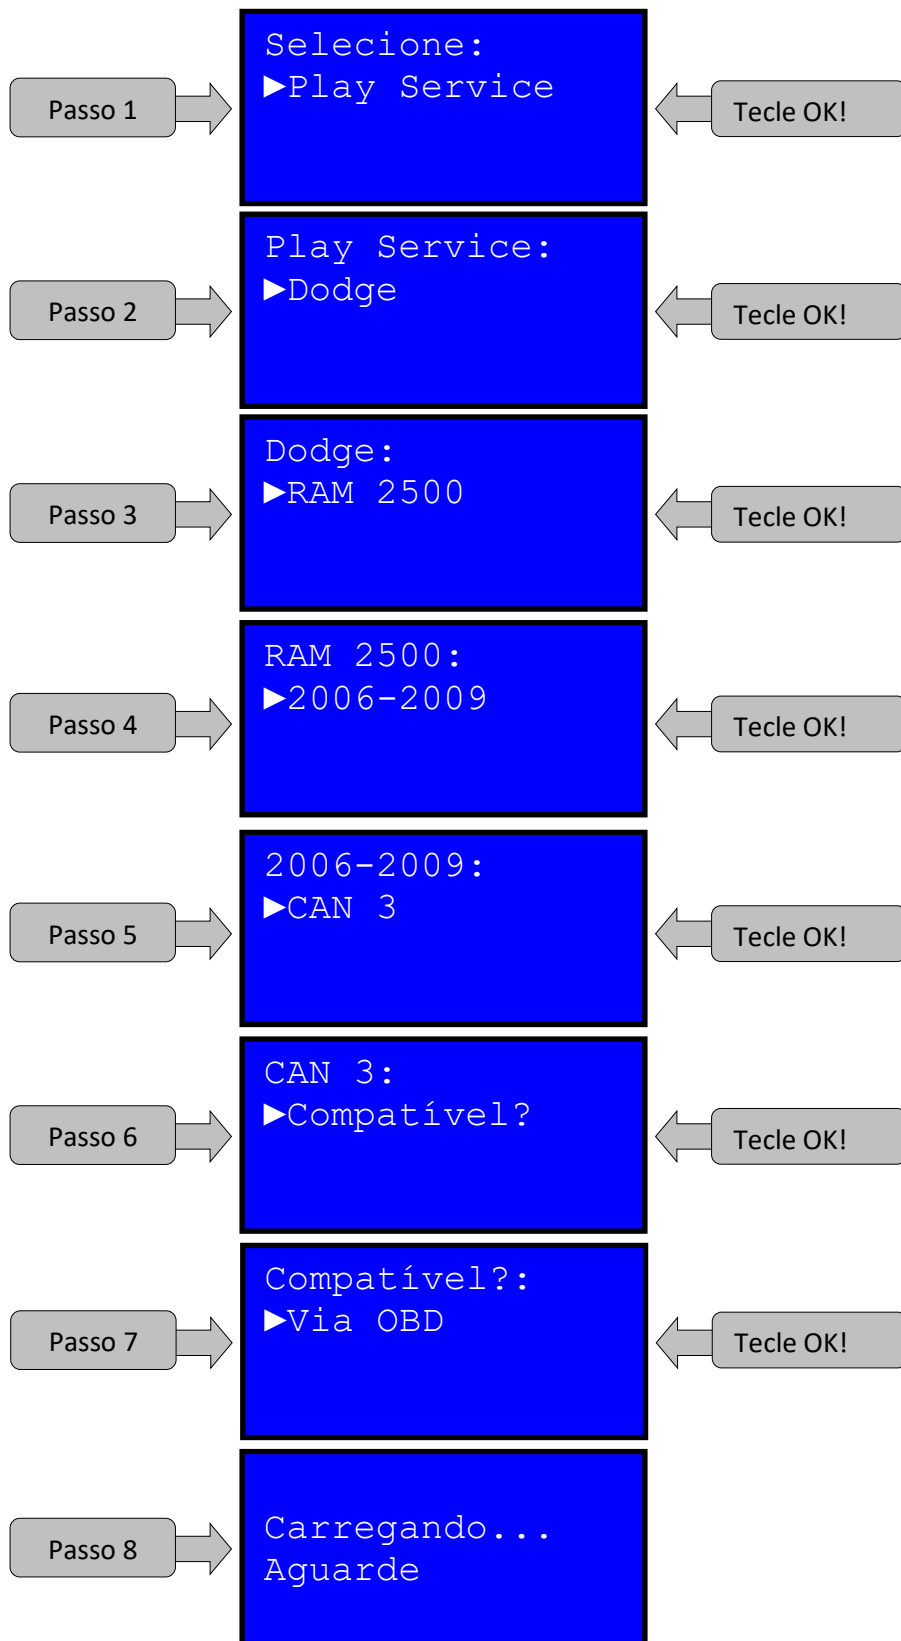 Selecione:
Passo 1
►Play Service
Tecle OK!
Play Service:
Passo 2
►Dodge
Tecle OK!
Dodge:
Passo 3
►RAM 2500
Tecle OK!
RAM 2500:
Passo 4
►2006-2009
Tecle OK!
2006-2009:
Passo 5
►CAN 3
Tecle OK!
CAN 3:
Passo 6
►Compatível?
Tecle OK!
Compatível?:
Passo 7
►Via OBD
Tecle OK!
Passo 8
Carregando...
Aguarde